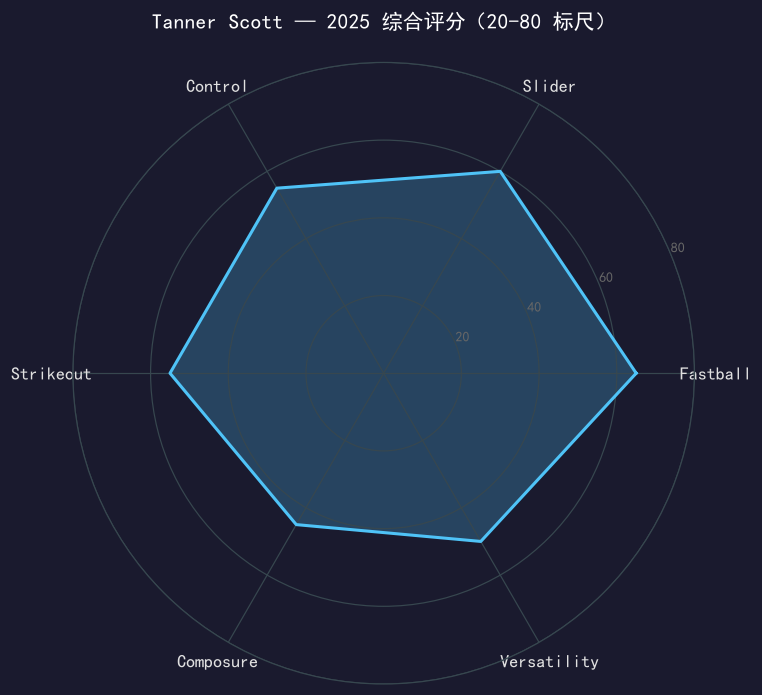 Tanner Scott — 2025 综合评分（20-80 标尺）
Control
Slider
80
60
40
20
Strikeout
Fastball
Composure
Versatility